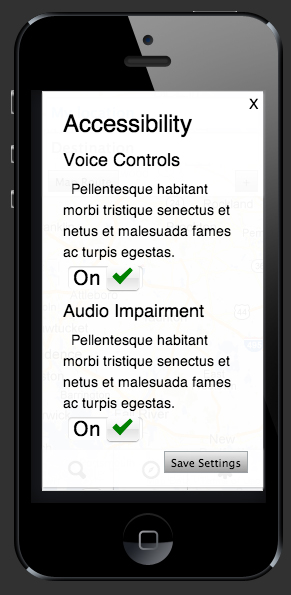 X
Accessibility
Voice Controls
Pellentesque habitant
morbi tristique senectus et
netus et malesuada fames
ac turpis egestas.
On
Audio Impairment
Pellentesque habitant
morbi tristique senectus et
netus et malesuada fames
ac turpis egestas.
On
New
Save Settings